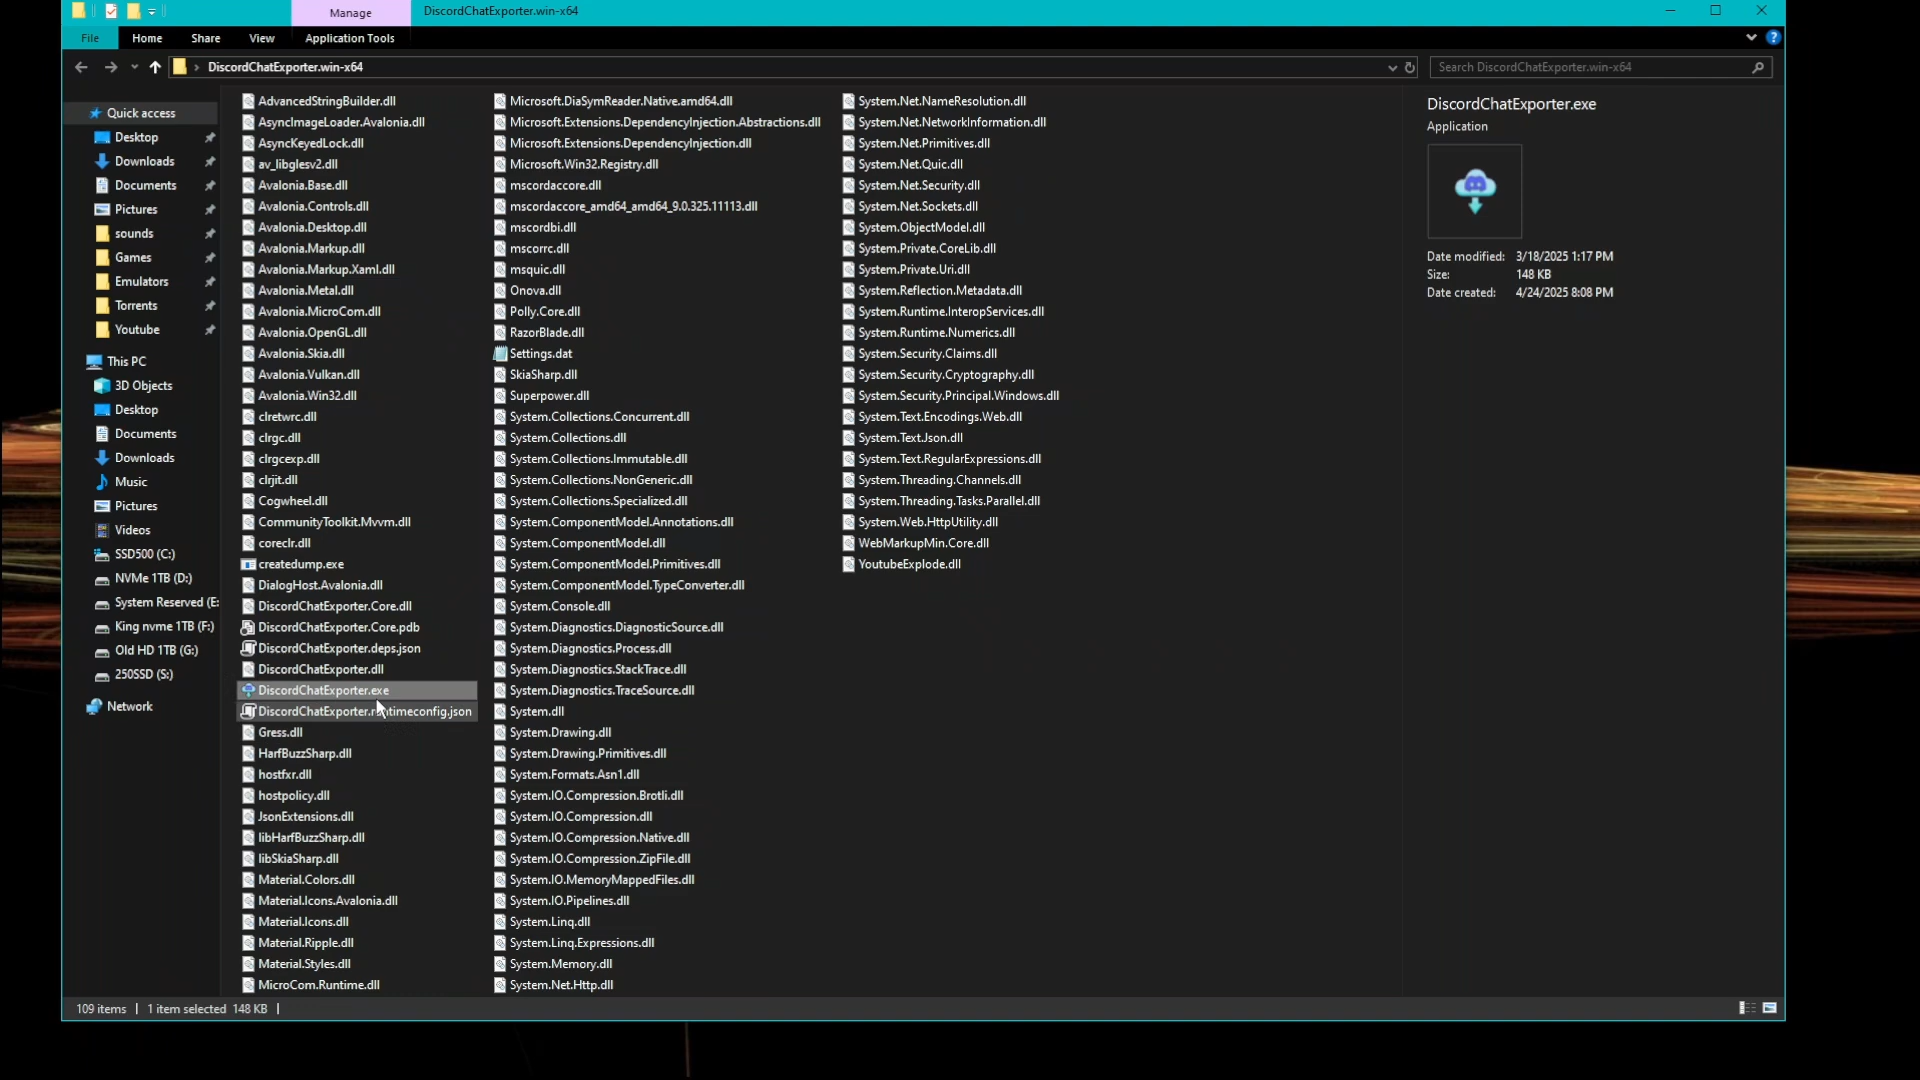 Manage
DiscordChatExporter.win-x64
File
Home
Share
View
Application Tools
DiscordChatExporter.win-x64
Search DiscordChatExporter.win-x64
Quick access
Desktop
Downloads
Documents
Pictures
sounds
Games
Emulators
Torrents
Youtube
This PC
3D Objects
Desktop
Documents
Downloads
Music
Pictures
Videos
SSD500 (C:)
NVMe 1TB (D:)
System Reserved (E:
King nvme 1TB (F:)
Old HD 1TB (G:)
250SSD (S:)
Network
AdvancedStringBuilder.dll
AsyncImageLoader.Avalonia.dll
AsyncKeyedLock.dll
av_libglesv2.dll
Avalonia.Base.dll
Avalonia.Controls.dll
Avalonia.Desktop.dll
Avalonia.Markup.dll
Avalonia.Markup.Xaml.dll
Avalonia.Metal.dll
Avalonia.MicroCom.dll
Avalonia.OpenGL.dll
Avalonia.Skia.dll
Avalonia.Vulkan.dll
Avalonia.Win32.dll
clretwrc.dll
clrgc.dll
clrgcexp.dll
clrjit.dll
Cogwheel.dll
CommunityToolkit.Mvvm.dll
coreclr.dll
createdump.exe
DialogHost.Avalonia.dll
DiscordChatExporter.Core.dll
DiscordChatExporter.Core.pdb
DiscordChatExporter.deps.json
DiscordChatExporter.dll
DiscordChatExporter.exe
DiscordChatExporter.runtimeconfig.json
Gress.dll
HarfBuzzSharp.dll
hostfxr.dll
hostpolicy.dll
JsonExtensions.dll
libHarfBuzzSharp.dll
libSkiaSharp.dll
Material.Colors.dll
Material.Icons.Avalonia.dll
Material.Icons.dll
Material.Ripple.dll
Material.Styles.dll
MicroCom.Runtime.dll
Microsoft.DiaSymReader.Native.amd64.dll
Microsoft.Extensions.DependencyInjection.Abstractions.dll
Microsoft.Extensions.DependencyInjection.dll
Microsoft.Win32.Registry.dll
mscordaccore.dll
mscordaccore_amd64_amd64_9.0.325.11113.dll
mscordbi.dll
mscorrc.dll
msquic.dll
Onova.dll
Polly.Core.dll
RazorBlade.dll
Settings.dat
SkiaSharp.dll
Superpower.dll
System.Collections.Concurrent.dll
System.Collections.dll
System.Collections.Immutable.dll
System.Collections.NonGeneric.dll
System.Collections.Specialized.dll
System.ComponentModel.Annotations.dll
System.ComponentModel.dll
System.ComponentModel.Primitives.dll
System.ComponentModel.TypeConverter.dll
System.Console.dll
System.Diagnostics.DiagnosticSource.dll
System.Diagnostics.Process.dll
System.Diagnostics.StackTrace.dll
System.Diagnostics.TraceSource.dll
System.dll
System.Drawing.dll
System.Drawing.Primitives.dll
System.Formats.Asn1.dll
System.IO.Compression.Brotli.dll
System.IO.Compression.dll
System.IO.Compression.Native.dll
System.IO.Compression.ZipFile.dll
System.IO.MemoryMappedFiles.dll
System.IO.Pipelines.dll
System.Linq.dll
System.Linq.Expressions.dll
System.Memory.dll
System.Net.Http.dll
System.Net.NameResolution.dll
System.Net.NetworkInformation.dll
System.Net.Primitives.dll
System.Net.Quic.dll
System.Net.Security.dll
System.Net.Sockets.dll
System.ObjectModel.dll
System.Private.CoreLib.dll
System.Private.Uri.dll
System.Reflection.Metadata.dll
System.Runtime.InteropServices.dll
System.Runtime.Numerics.dll
System.Security.Claims.dll
System.Security.Cryptography.dll
System.Security.Principal.Windows.dll
System.Text.Encodings.Web.dll
System.Text.Json.dll
System.Text.RegularExpressions.dll
System.Threading.Channels.dll
System.Threading.Tasks.Parallel.dll
System.Web.HttpUtility.dll
WebMarkupMin.Core.dll
YoutubeExplode.dll
DiscordChatExporter.exe
Application
Date modified: 3/18/2025 1:17 PM
Size: 148 KB
Date created: 4/24/2025 8:08 PM
109 items
1 item selected 148 KB